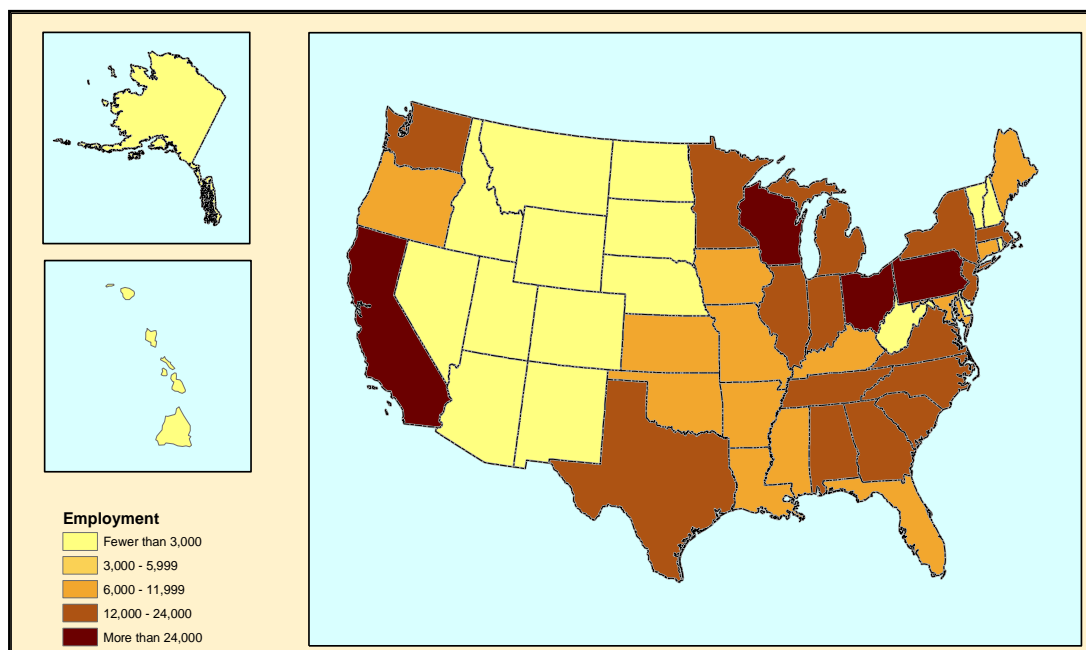 Employment
Fewer than 3,000
3,000 - 5,999
6,000 - 11,999
12,000 - 24,000
More than 24,000